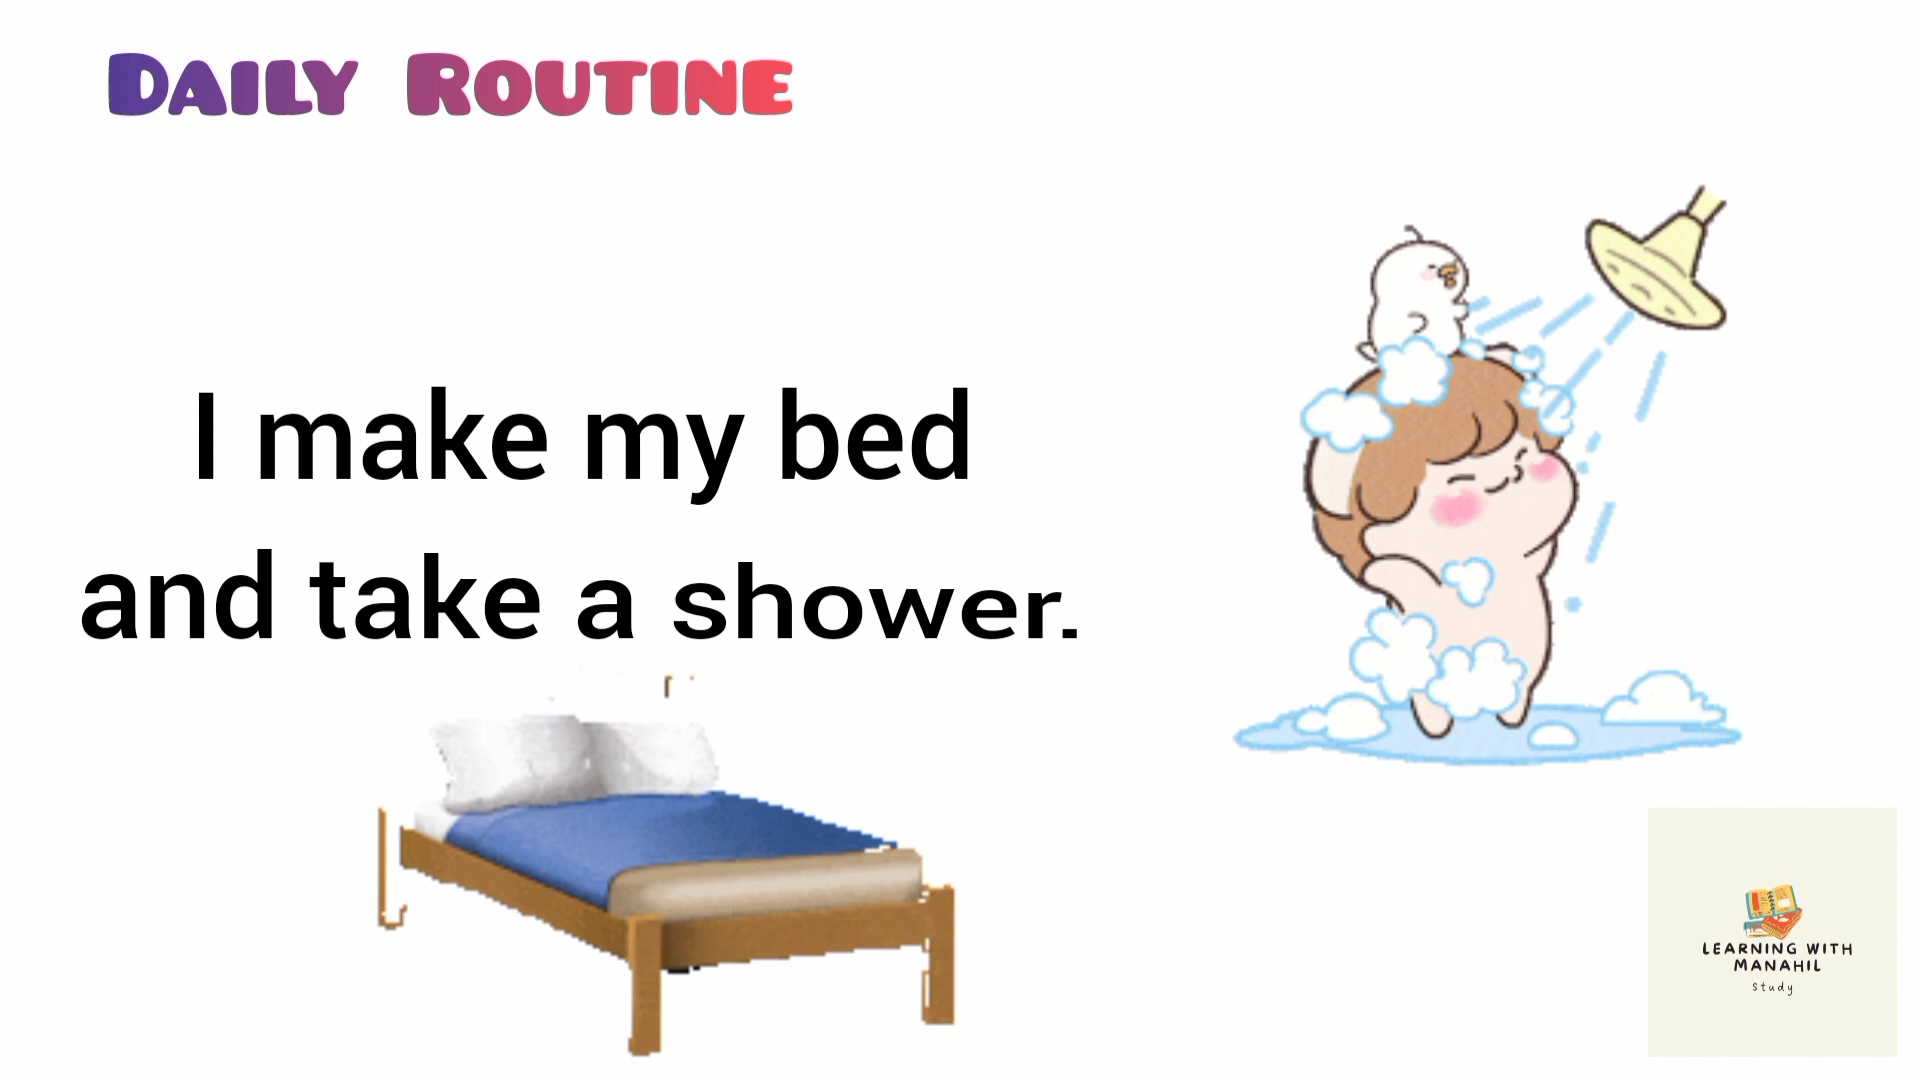 DAILY ROUTINE
I make my bed
and take a shower.
LEARNING WITH
MANAHIL
Study